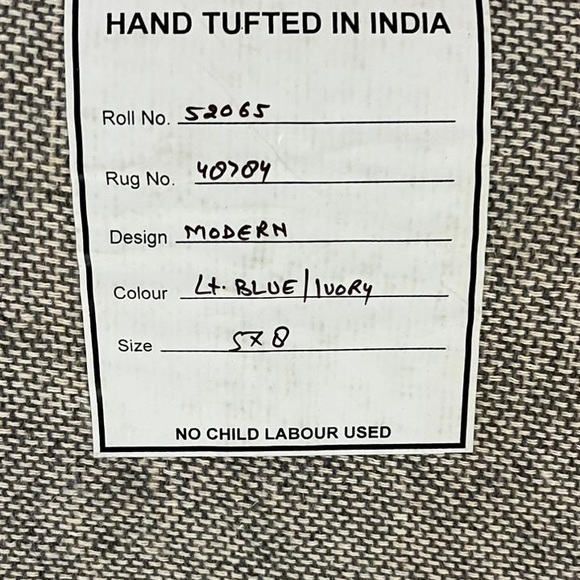 HAND TUFTED IN INDIA
Roll No. 52065
Rug No. 40704
Design MODERN
Colour Lt. BLUE/IVORY
Size 5X8
NO CHILD LABOUR USED